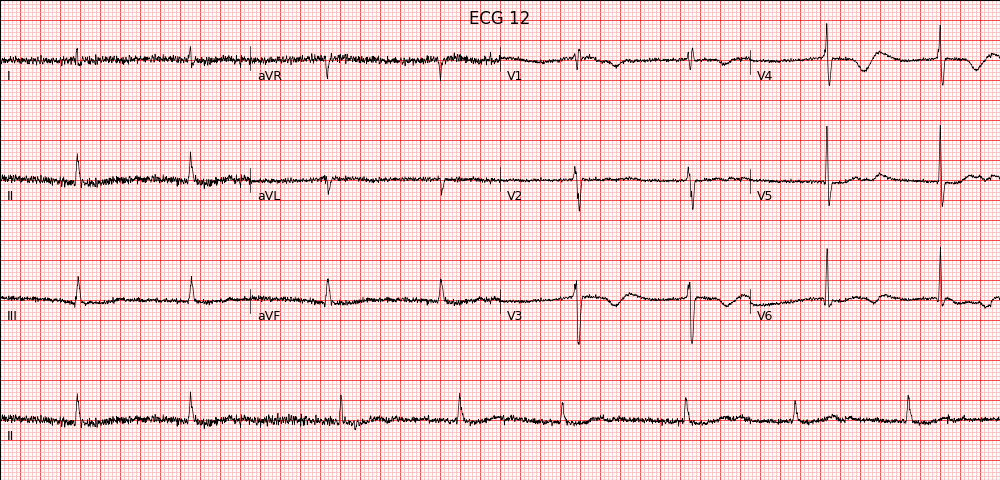 ECG 12
I aVR V1 V4
II aVL V2 V5
III aVF V3 V6
II